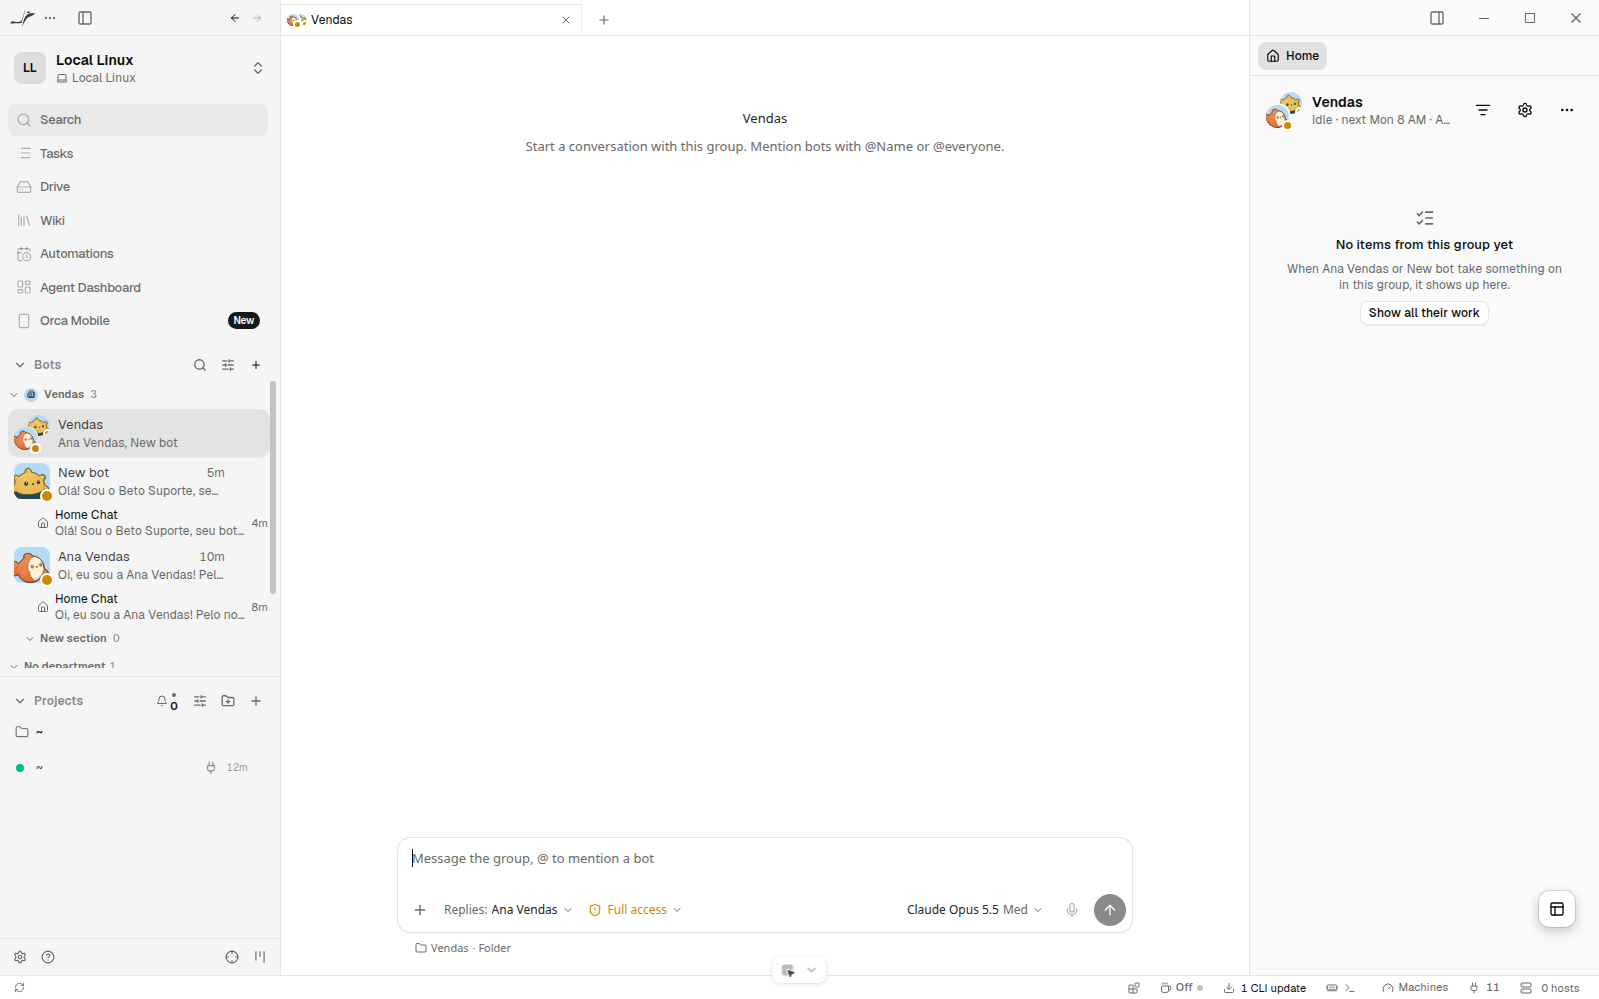 Vendas
LL
Local Linux
Local Linux
Search
Tasks
Drive
Wiki
Automations
Agent Dashboard
Orca Mobile New
Bots
Vendas 3
Vendas
Ana Vendas, New bot
New bot 5m
Olá! Sou o Beto Suporte, se...
Home Chat
Olá! Sou o Beto Suporte, seu bot... 4m
Ana Vendas 10m
Oi, eu sou a Ana Vendas! Pel...
Home Chat
Oi, eu sou a Ana Vendas! Pelo no... 8m
New section 0
No department 1
Projects 0
~
~ 12m
Vendas
Start a conversation with this group. Mention bots with @Name or @everyone.
Message the group, @ to mention a bot
Replies: Ana Vendas Full access Claude Opus 5.5 Med
Vendas · Folder
Home
Vendas
Idle · next Mon 8 AM · A...
No items from this group yet
When Ana Vendas or New bot take something on
in this group, it shows up here.
Show all their work
Off 1 CLI update Machines 11 0 hosts